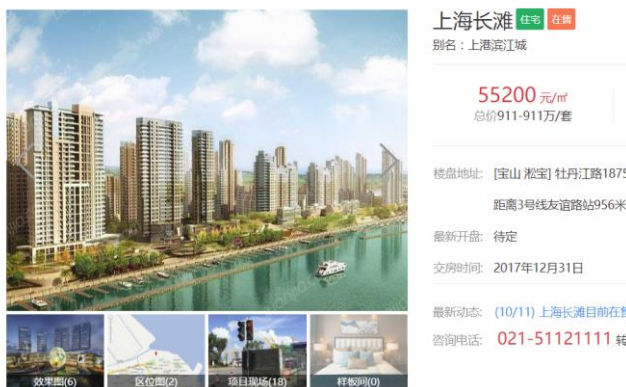 上海长滩 住宅 在售
别名：上港滨江城
55200元/㎡
总价911-911万/套
楼盘地址: [宝山 淞宝] 牡丹江路1875
距离3号线友谊路站956米
最新开盘: 待定
交房时间: 2017年12月31日
最新动态: (10/11) 上海长滩目前在售
咨询电话: 021-51121111 转
效果图(6)
区位图(2)
项目现场(18)
样板间(0)